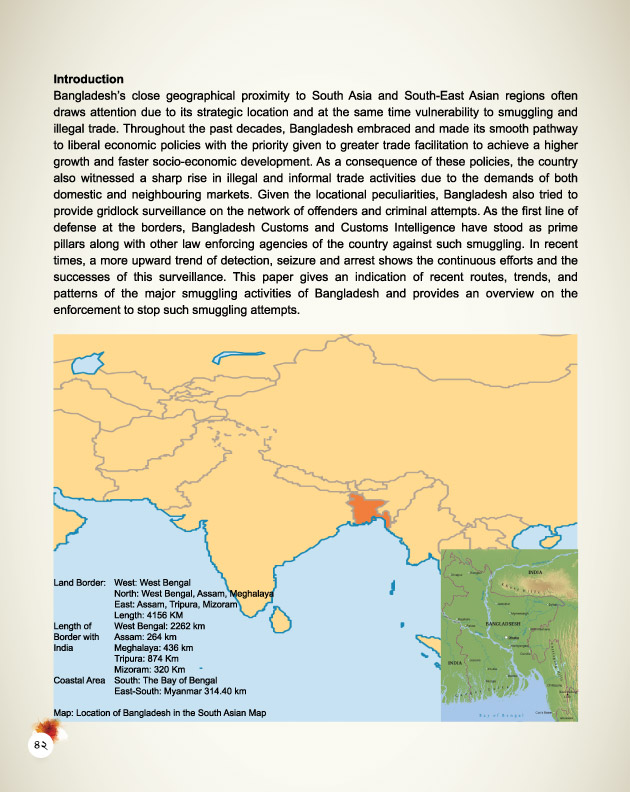 Introduction
Bangladesh's close geographical proximity to South Asia and South-East Asian regions often
draws attention due to its strategic location and at the same time vulnerability to smuggling and
illegal trade. Throughout the past decades, Bangladesh embraced and made its smooth pathway
to liberal economic policies with the priority given to greater trade facilitation to achieve a higher
growth and faster socio-economic development. As a consequence of these policies, the country
also witnessed a sharp rise in illegal and informal trade activities due to the demands of both
domestic and neighbouring markets. Given the locational peculiarities, Bangladesh also tried to
provide gridlock surveillance on the network of offenders and criminal attempts. As the first line of
defense at the borders, Bangladesh Customs and Customs Intelligence have stood as prime
pillars along with other law enforcing agencies of the country against such smuggling. In recent
times, a more upward trend of detection, seizure and arrest shows the continuous efforts and the
successes of this surveillance. This paper gives an indication of recent routes, trends, and
patterns of the major smuggling activities of Bangladesh and provides an overview on the
enforcement to stop such smuggling attempts.
Land Border: West: West Bengal
North: West Bengal, Assam, Meghalaya
East: Assam, Tripura, Mizoram
Length: 4156 KM
Length of West Bengal: 2262 km
Border with Assam: 264 km
India Meghalaya: 436 km
Tripura: 874 Km
Mizoram: 320 Km
Coastal Area South: The Bay of Bengal
East-South: Myanmar 314.40 km
Map: Location of Bangladesh in the South Asian Map
INDIA
BANGLADESH
Dhaka
INDIA
Bay of Bengal
৪২